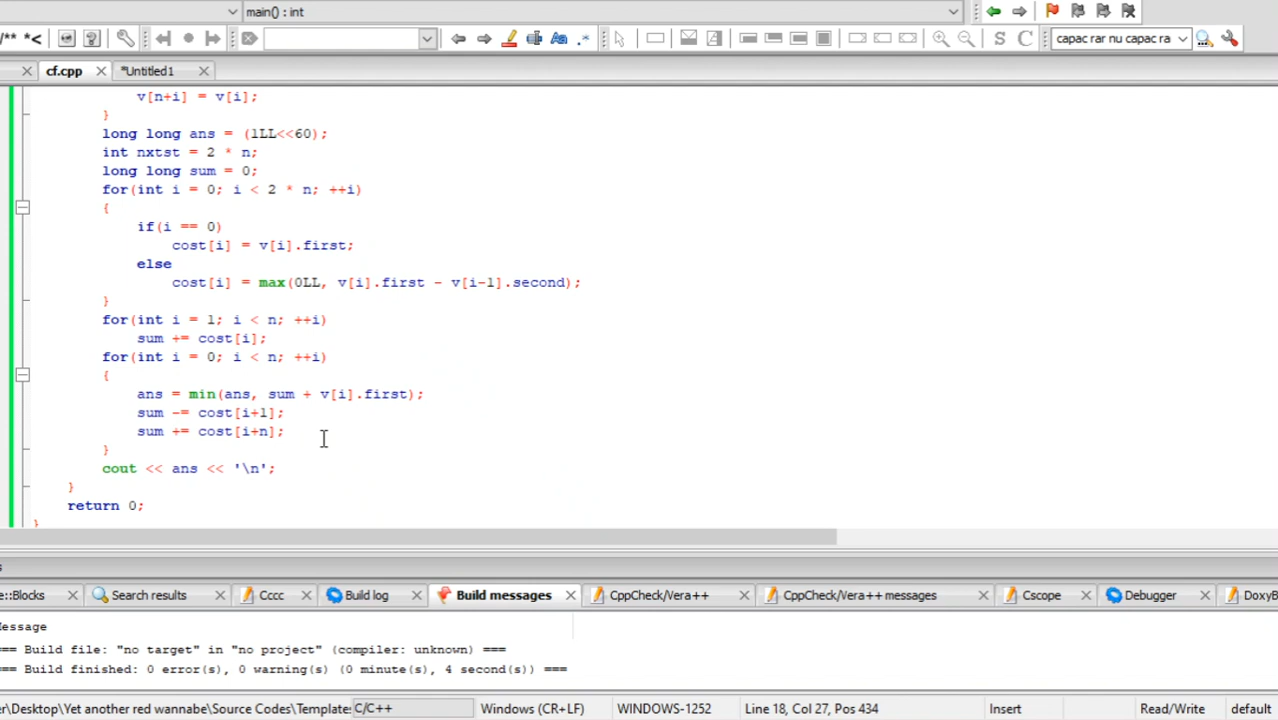 main() : int
/** *<
Aa .*
S C capac rar nu capac ra
cf.cpp *Untitled1
v[n+i] = v[i];
}
long long ans = (1LL<<60);
int nxtst = 2 * n;
long long sum = 0;
for(int i = 0; i < 2 * n; ++i)
{
if(i == 0)
cost[i] = v[i].first;
else
cost[i] = max(0LL, v[i].first - v[i-1].second);
}
for(int i = 1; i < n; ++i)
sum += cost[i];
for(int i = 0; i < n; ++i)
{
ans = min(ans, sum + v[i].first);
sum -= cost[i+1];
sum += cost[i+n];
}
cout << ans << '\n';
}
return 0;
}
s
e::Blocks Search results Cccc Build log Build messages CppCheck/Vera++ CppCheck/Vera++ messages Cscope Debugger DoxyB
Message
=== Build file: "no target" in "no project" (compiler: unknown) ===
=== Build finished: 0 error(s), 0 warning(s) (0 minute(s), 4 second(s)) ===
r\Desktop\Yet another red wannabe\Source Codes\Template: C/C++ Windows (CR+LF) WINDOWS-1252 Line 18, Col 27, Pos 434 Insert Read/Write default